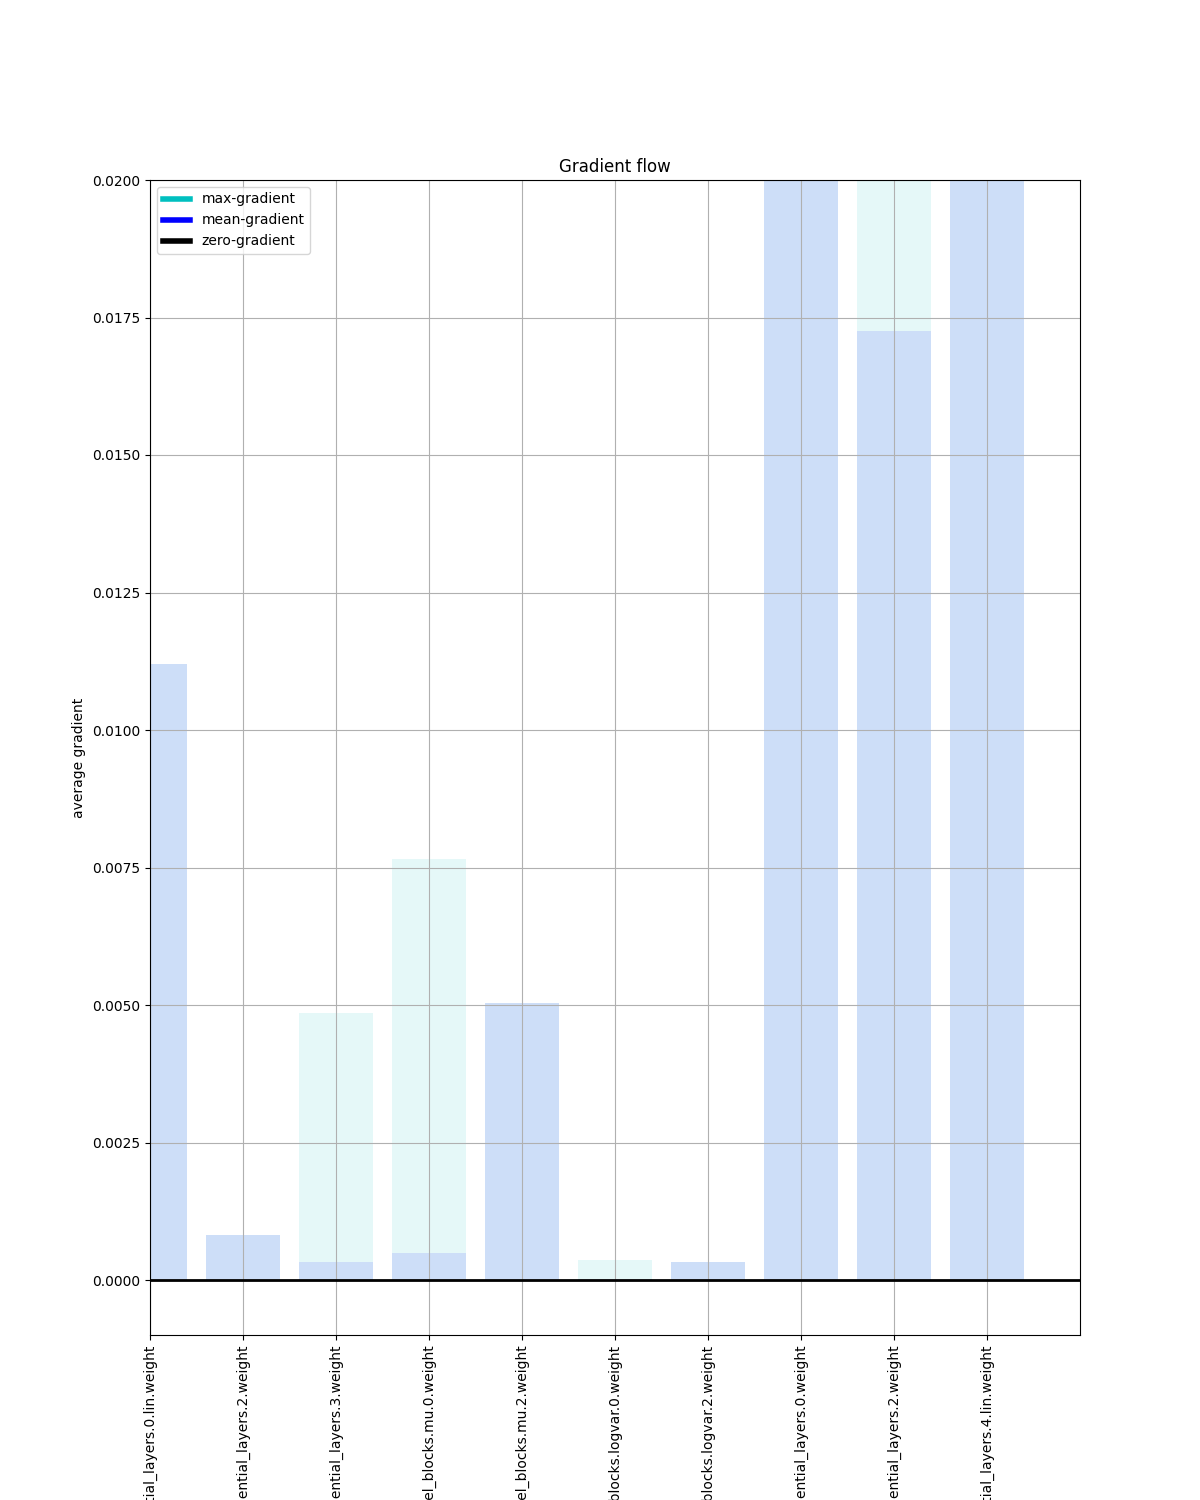 Gradient flow
max-gradient
mean-gradient
zero-gradient
0.0200
0.0175
0.0150
0.0125
0.0100
0.0075
0.0050
0.0025
0.0000
average gradient
tial_layers.0.lin.weight
ential_layers.2.weight
ential_layers.3.weight
el_blocks.mu.0.weight
el_blocks.mu.2.weight
blocks.logvar.0.weight
blocks.logvar.2.weight
ential_layers.0.weight
ential_layers.2.weight
tial_layers.4.lin.weight